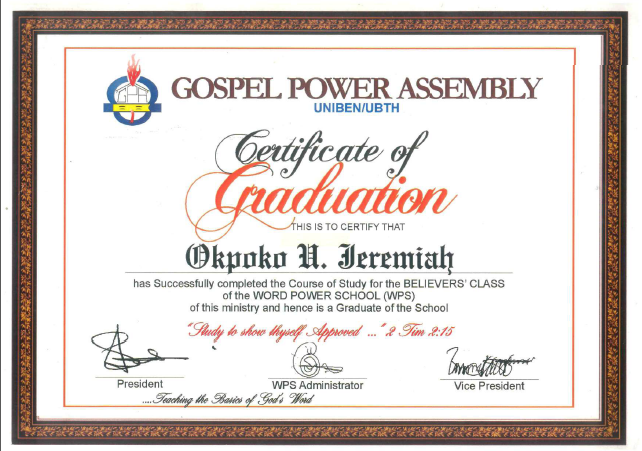 GOSPEL POWER ASSEMBLY
UNIBEN/UBTH
Certificate of
Graduation
THIS IS TO CERTIFY THAT
Okpoko U. Jeremiah
has Successfully completed the Course of Study for the BELIEVERS' CLASS
of the WORD POWER SCHOOL (WPS)
of this ministry and hence is a Graduate of the School
"Study to show thyself Approved ..." 2 Tim 2:15
President
WPS Administrator
Vice President
....Teaching the Basics of God's Word